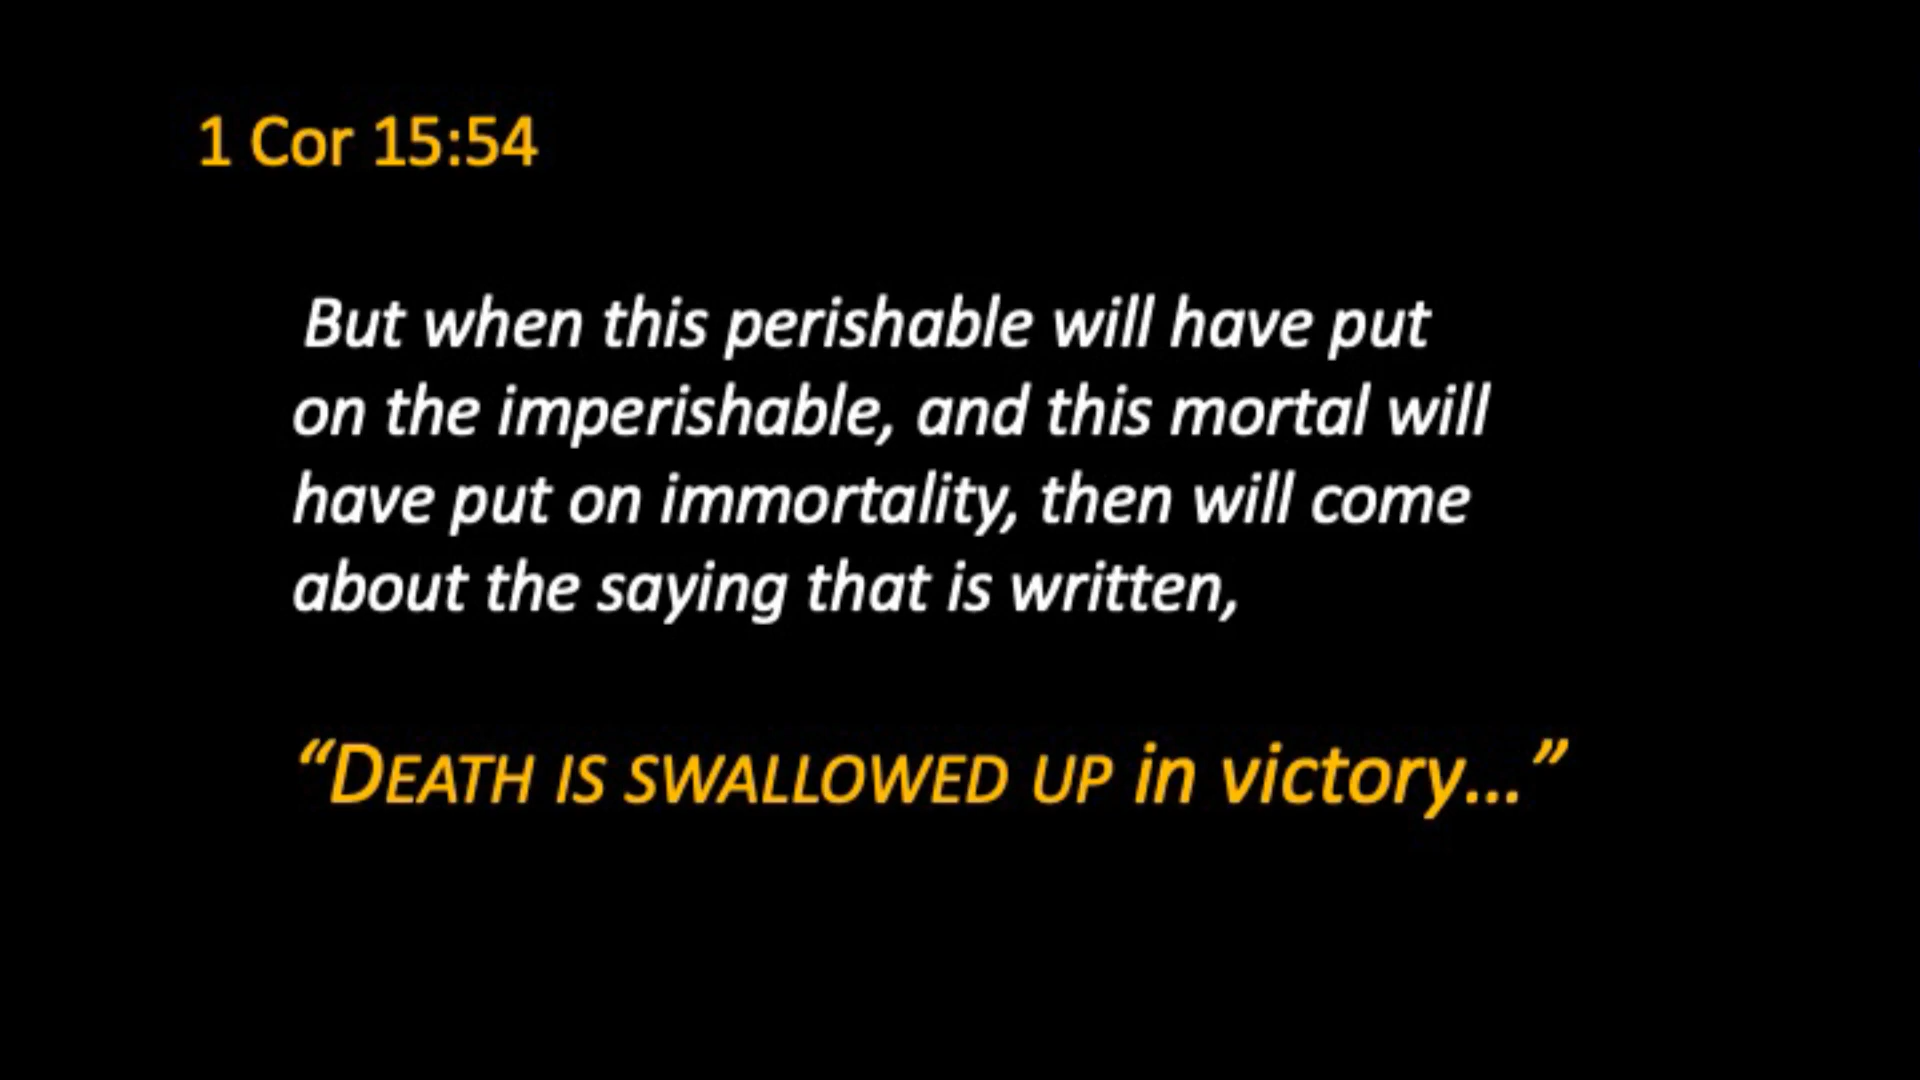 1 Cor 15:54
But when this perishable will have put
on the imperishable, and this mortal will
have put on immortality, then will come
about the saying that is written,
“DEATH IS SWALLOWED UP in victory...”